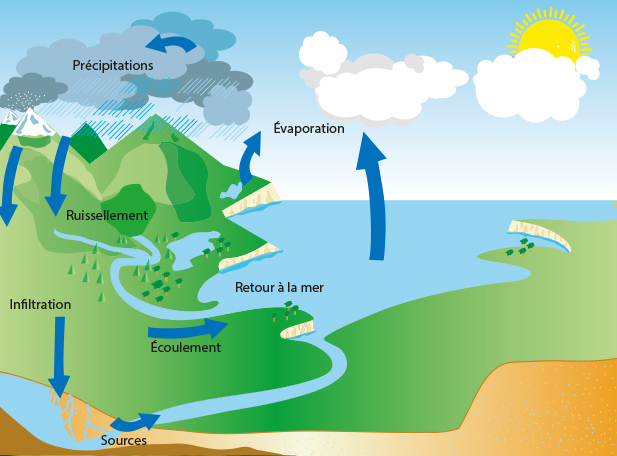 Précipitations
Évaporation
Ruissellement
Retour à la mer
Infiltration
Écoulement
Sources